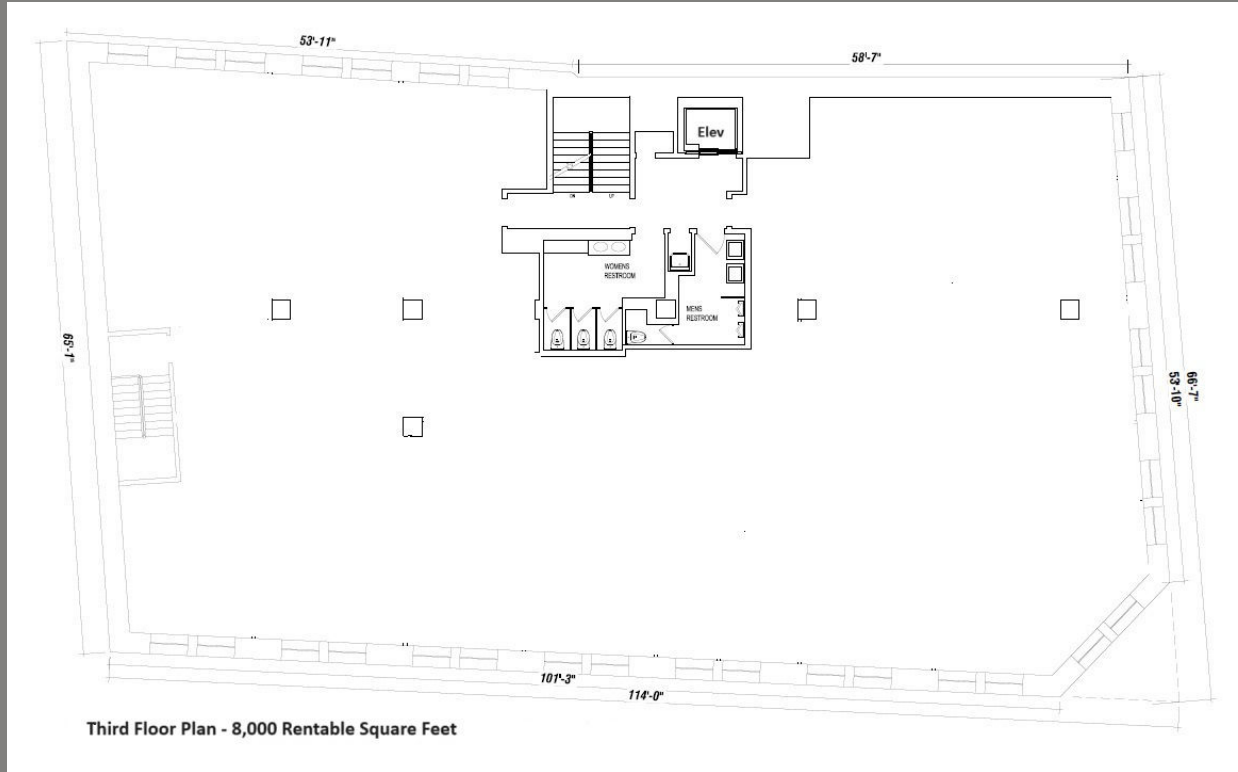 53'-11"
58'-7"
Elev
DN
UP
WOMENS
RESTROOM
MENS
RESTROOM
65'-1"
66'-7"
53'-10"
101'-3"
114'-0"
Third Floor Plan - 8,000 Rentable Square Feet